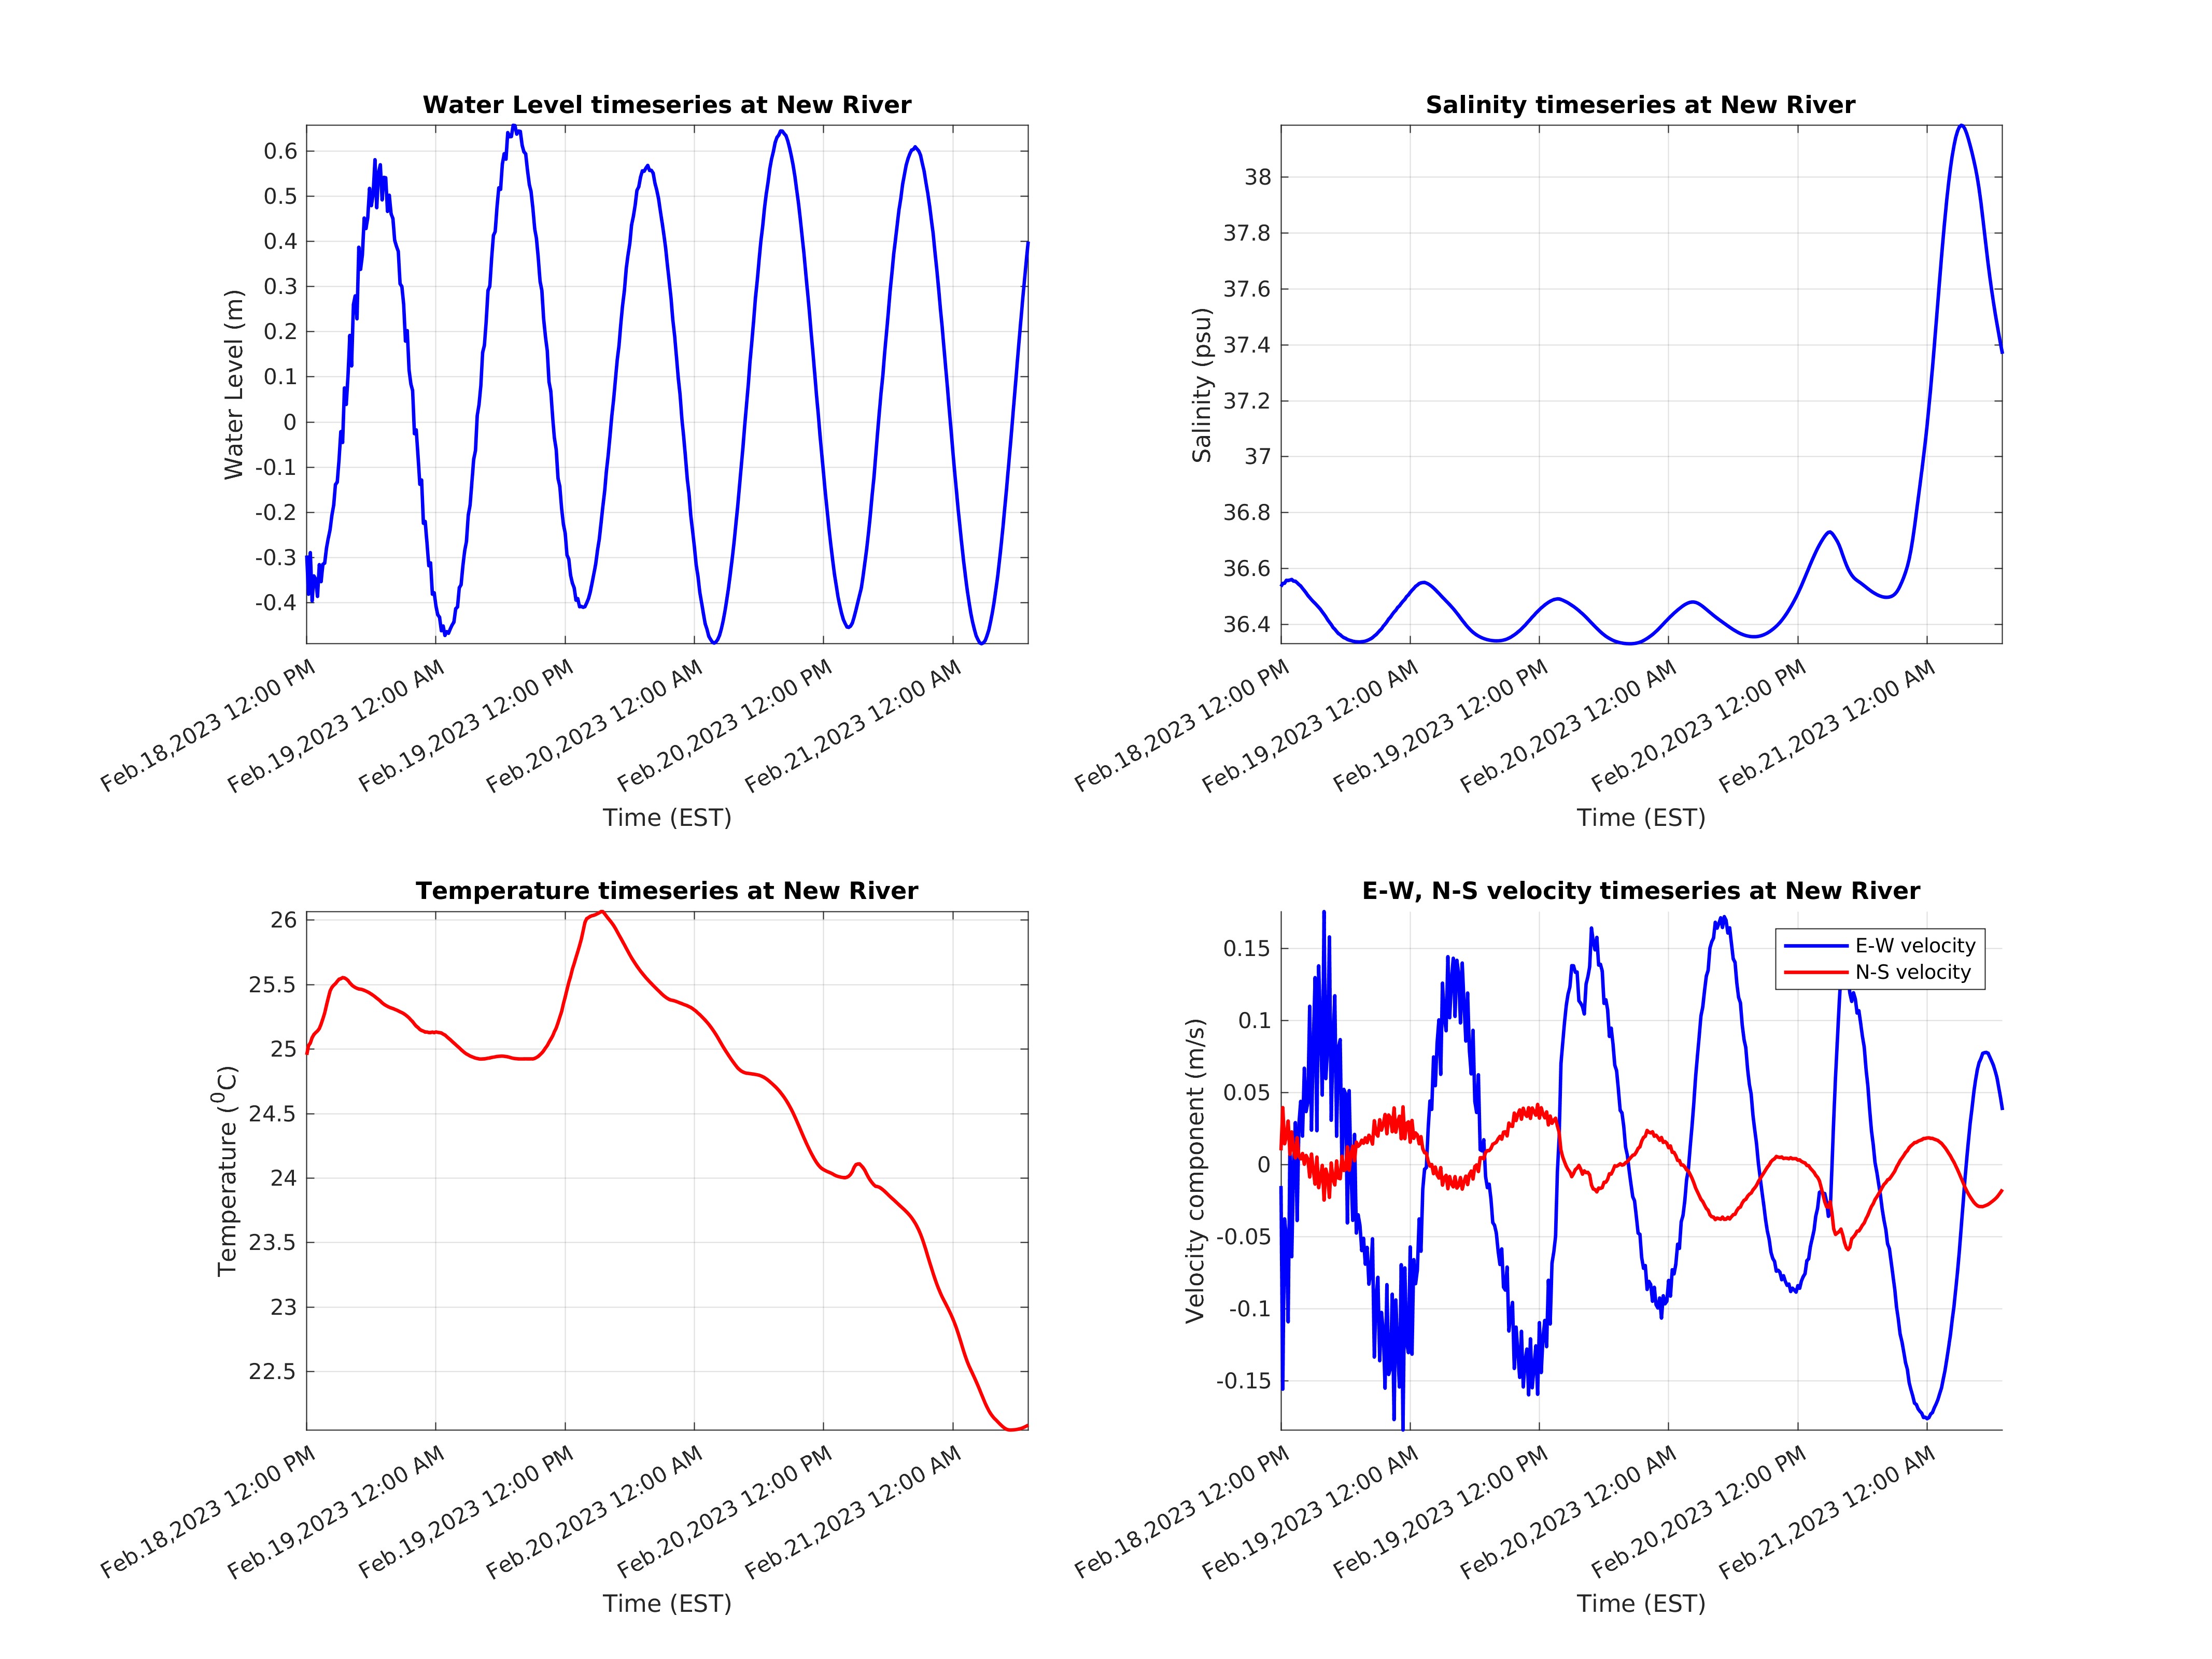 Water Level timeseries at New River
0.6
0.5
0.4
0.3
0.2
0.1
0
-0.1
-0.2
-0.3
-0.4
Water Level (m)
Feb.18,2023 12:00 PM
Feb.19,2023 12:00 AM
Feb.19,2023 12:00 PM
Feb.20,2023 12:00 AM
Feb.20,2023 12:00 PM
Feb.21,2023 12:00 AM
Time (EST)
Salinity timeseries at New River
38
37.8
37.6
37.4
37.2
37
36.8
36.6
36.4
Salinity (psu)
Feb.18,2023 12:00 PM
Feb.19,2023 12:00 AM
Feb.19,2023 12:00 PM
Feb.20,2023 12:00 AM
Feb.20,2023 12:00 PM
Feb.21,2023 12:00 AM
Time (EST)
Temperature timeseries at New River
26
25.5
25
24.5
24
23.5
23
22.5
Temperature (⁰C)
Feb.18,2023 12:00 PM
Feb.19,2023 12:00 AM
Feb.19,2023 12:00 PM
Feb.20,2023 12:00 AM
Feb.20,2023 12:00 PM
Feb.21,2023 12:00 AM
Time (EST)
E-W, N-S velocity timeseries at New River
E-W velocity
N-S velocity
0.15
0.1
0.05
0
-0.05
-0.1
-0.15
Velocity component (m/s)
Feb.18,2023 12:00 PM
Feb.19,2023 12:00 AM
Feb.19,2023 12:00 PM
Feb.20,2023 12:00 AM
Feb.20,2023 12:00 PM
Feb.21,2023 12:00 AM
Time (EST)